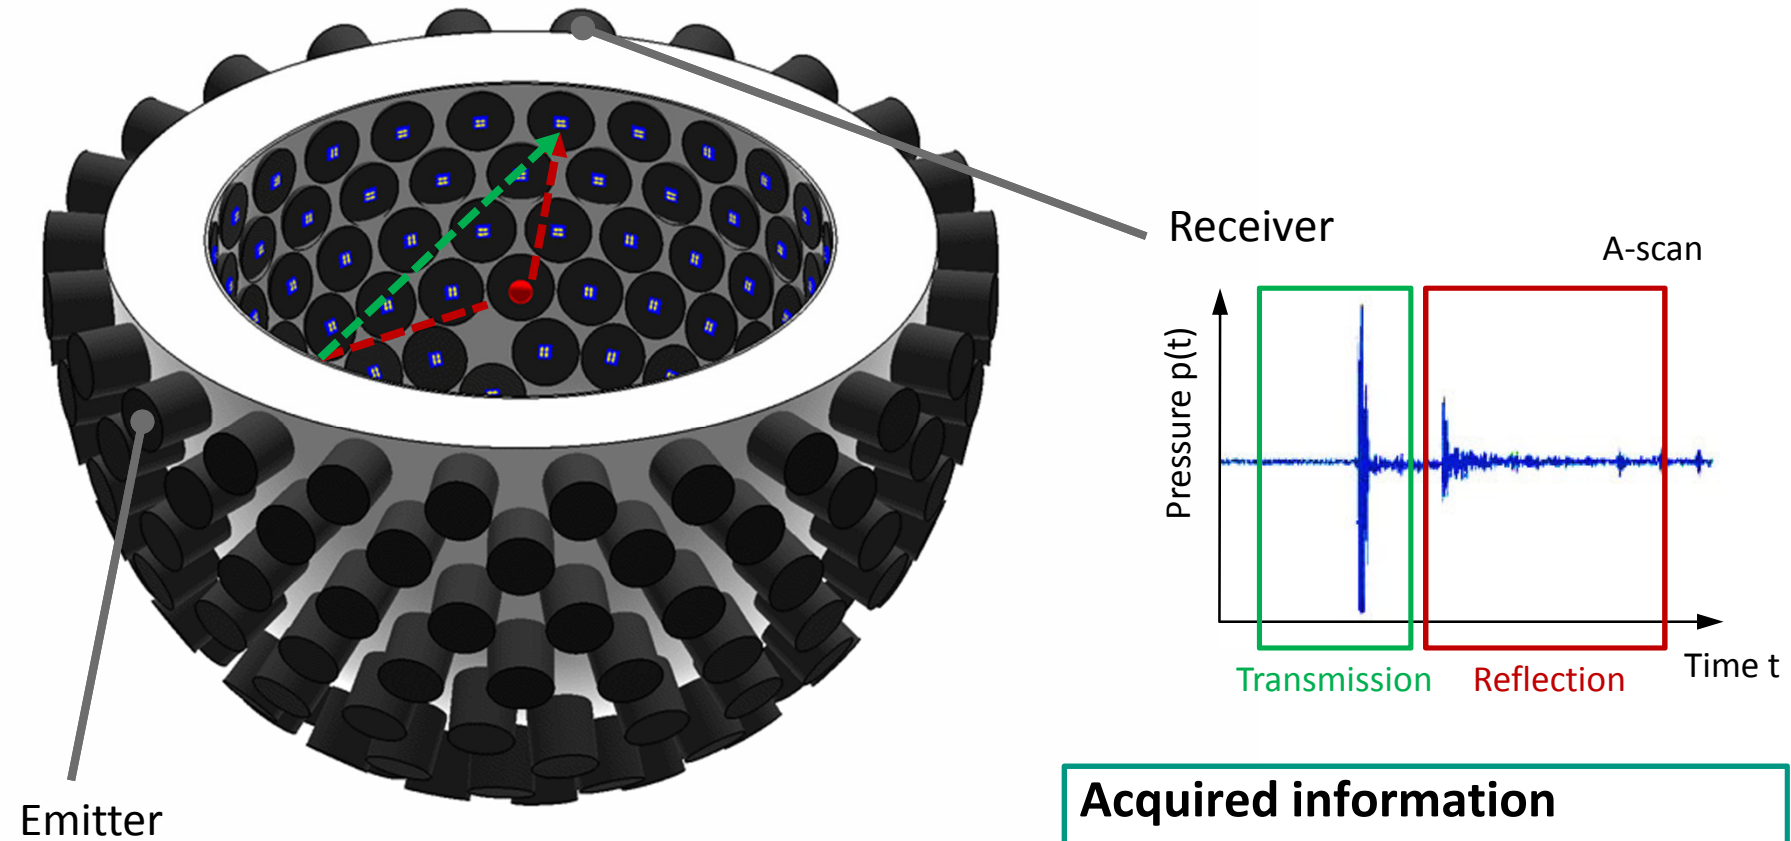 Receiver
A-scan
Pressure p(t)
Transmission
Reflection
Time t
Emitter
Acquired information